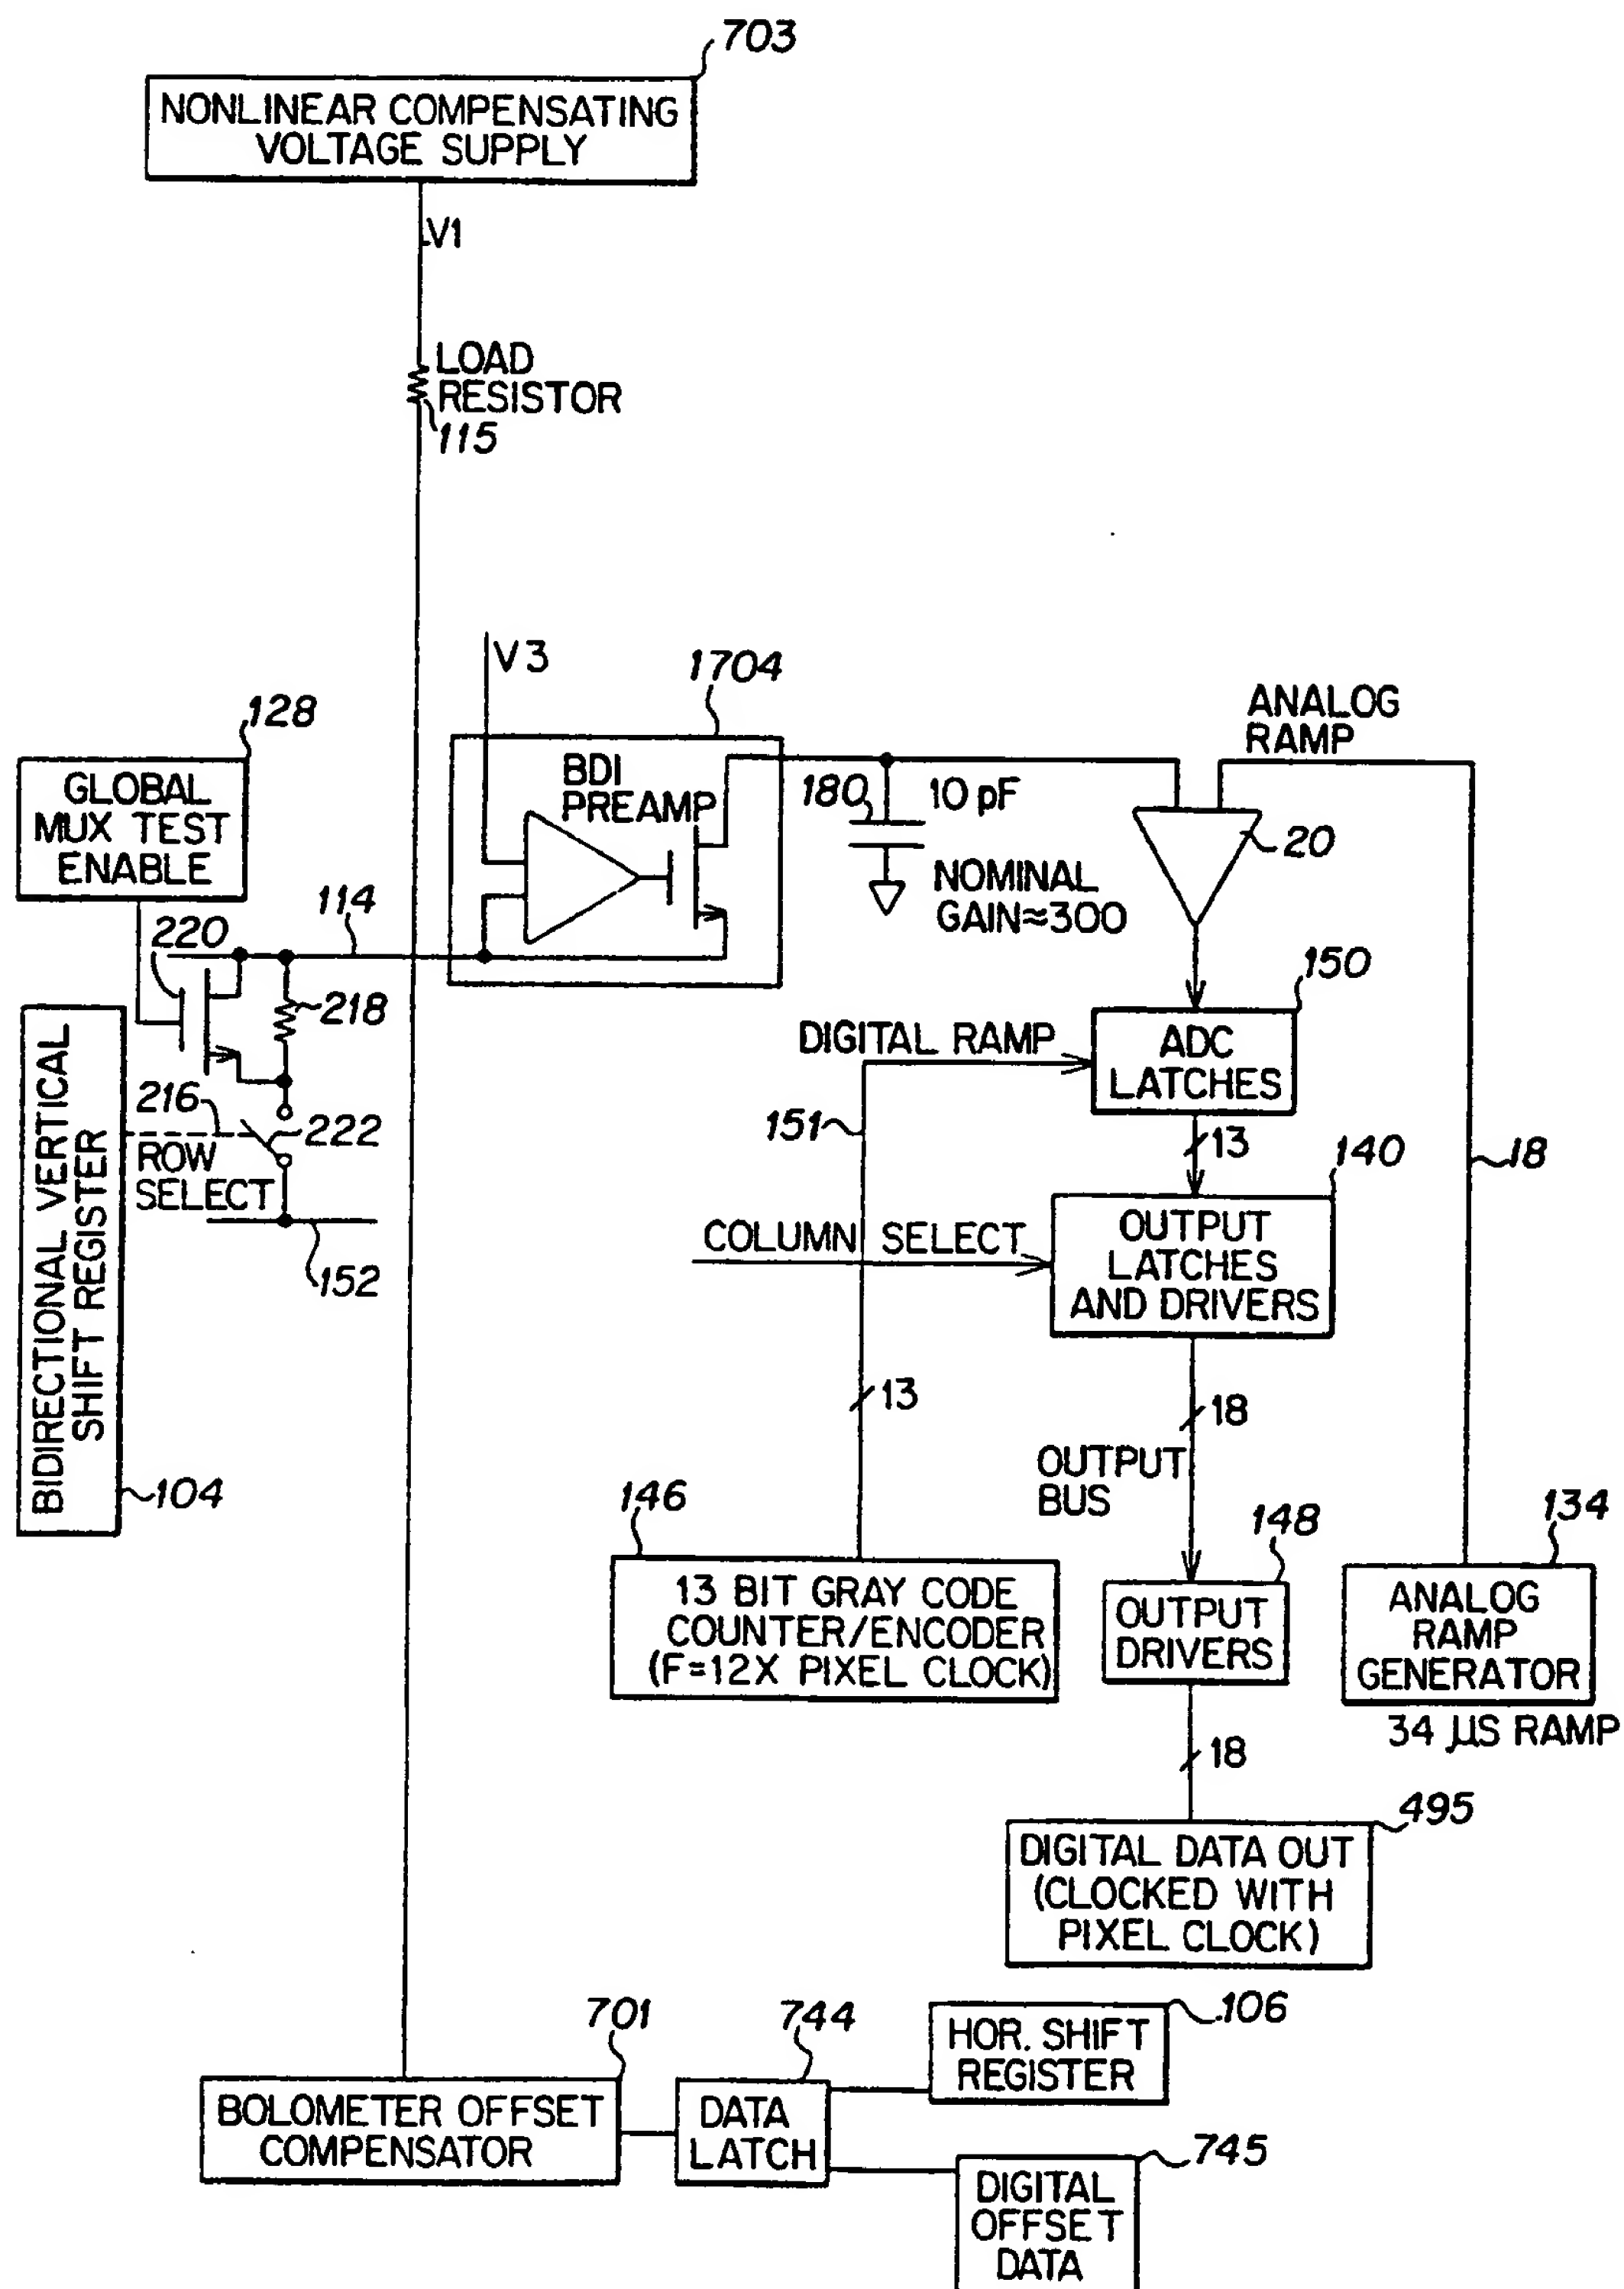 703
NONLINEAR COMPENSATING
VOLTAGE SUPPLY
V1
LOAD
RESISTOR
115
V3
1704
128
GLOBAL
MUX TEST
ENABLE
BDI
PREAMP
ANALOG
RAMP
180
10 pF
20
NOMINAL
GAIN≈300
114
220
218
150
ADC
LATCHES
DIGITAL RAMP
151
216
222
ROW
SELECT
152
BIDIRECTIONAL VERTICAL
SHIFT REGISTER
104
13
140
18
COLUMN SELECT
OUTPUT
LATCHES
AND DRIVERS
13
18
OUTPUT
BUS
146
13 BIT GRAY CODE
COUNTER/ENCODER
(F=12X PIXEL CLOCK)
148
OUTPUT
DRIVERS
134
ANALOG
RAMP
GENERATOR
34 µS RAMP
18
495
DIGITAL DATA OUT
(CLOCKED WITH
PIXEL CLOCK)
701
BOLOMETER OFFSET
COMPENSATOR
744
DATA
LATCH
106
HOR. SHIFT
REGISTER
745
DIGITAL
OFFSET
DATA